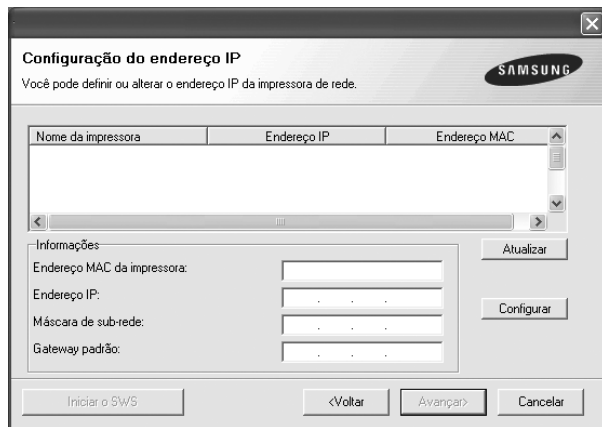 Configuração do endereço IP
Você pode definir ou alterar o endereço IP da impressora de rede.
SAMSUNG
Nome da impressora Endereço IP Endereço MAC
Informações
Atualizar
Endereço MAC da impressora:
Endereço IP:
Configurar
Máscara de sub-rede:
Gateway padrão:
Iniciar o SWS <Voltar Avançar> Cancelar